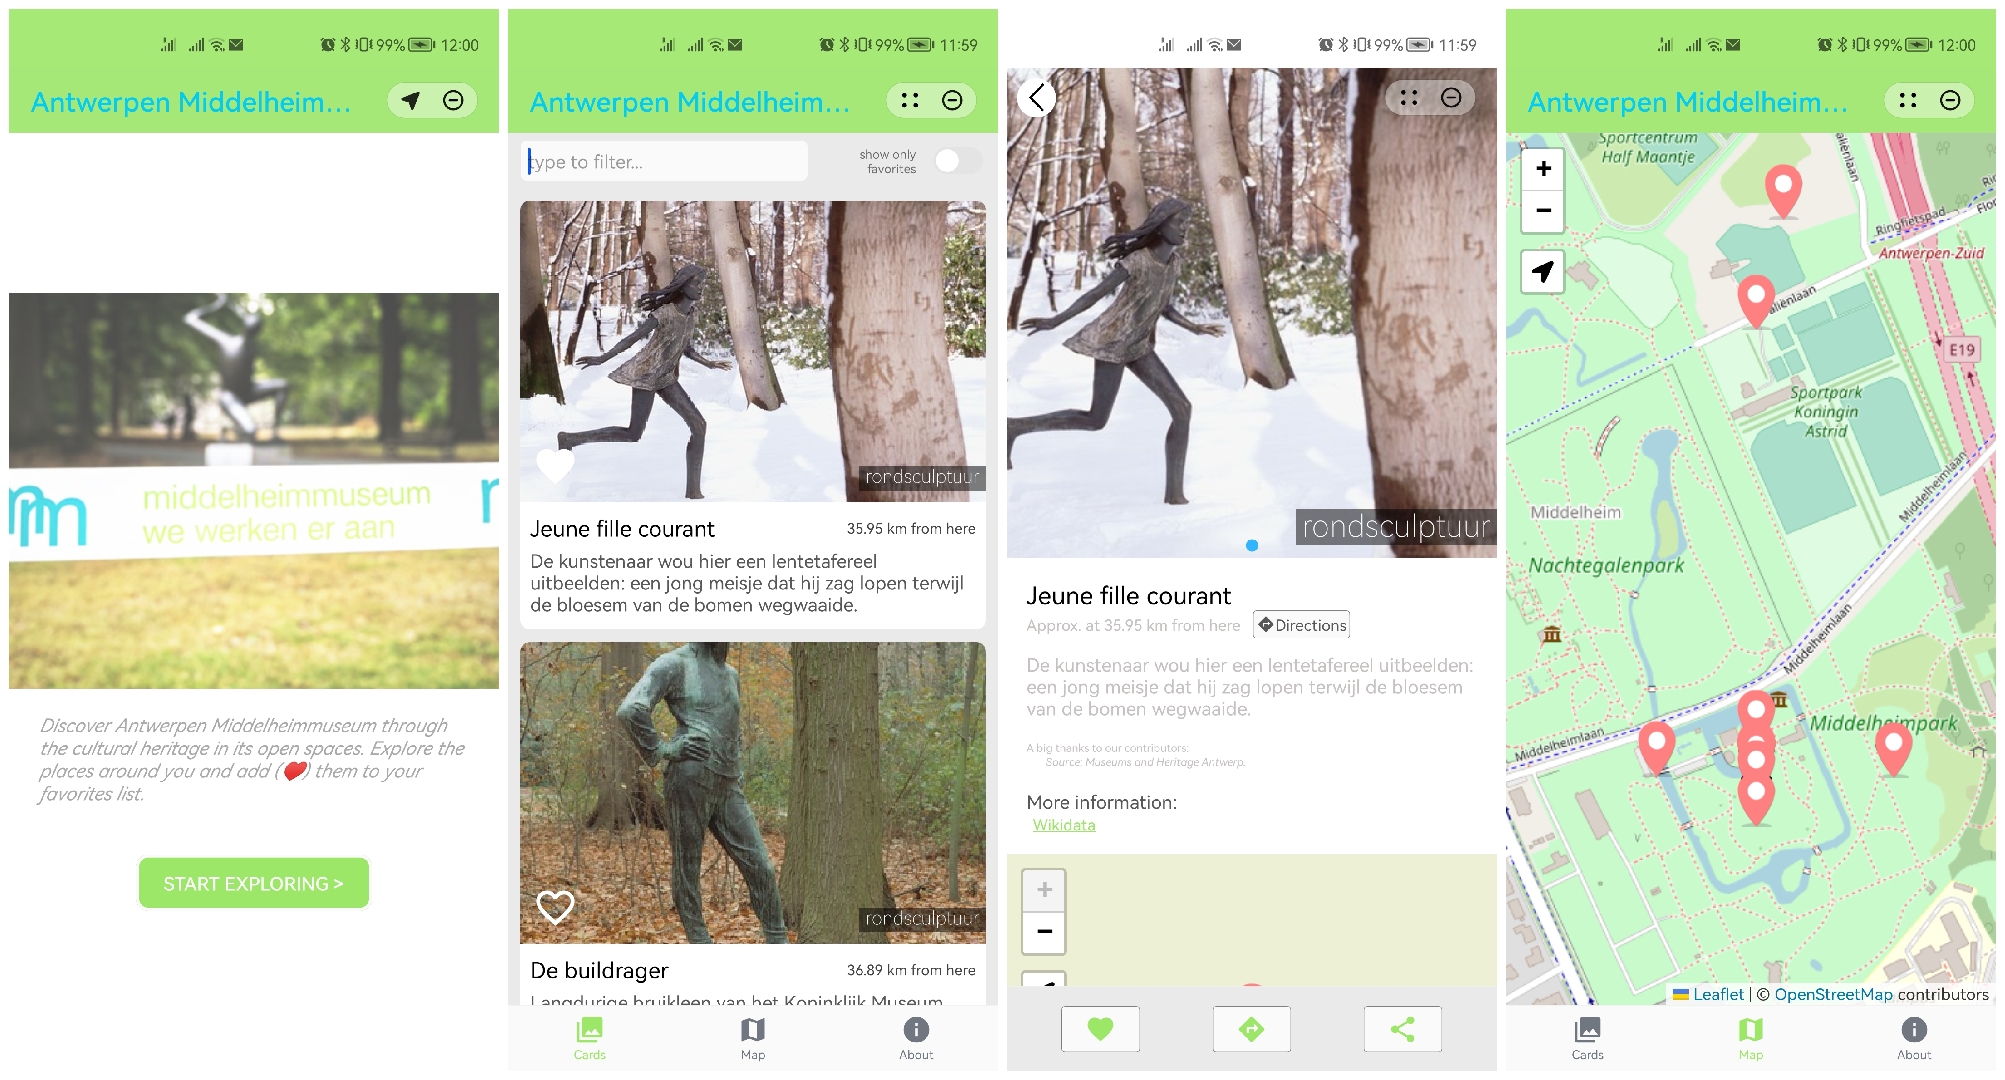 99% 12:00
Antwerpen Middelheim...
middelheimmuseum
we werken er aan
Discover Antwerpen Middelheimmuseum through
the cultural heritage in its open spaces. Explore the
places around you and add (❤) them to your
favorites list.
START EXPLORING >
99% 11:59
Antwerpen Middelheim...
type to filter...
show only
favorites
rondsculptuur
Jeune fille courant
35.95 km from here
De kunstenaar wou hier een lentetafereel
uitbeelden: een jong meisje dat hij zag lopen terwijl
de bloesem van de bomen wegwaaide.
rondsculptuur
De buildrager
36.89 km from here
Langdurige bruikleen van het Koninklijk Museum
Cards
Map
About
99% 11:59
rondsculptuur
Jeune fille courant
Approx. at 35.95 km from here
Directions
De kunstenaar wou hier een lentetafereel uitbeelden:
een jong meisje dat hij zag lopen terwijl de bloesem
van de bomen wegwaaide.
A big thanks to our contributors:
Source: Museums and Heritage Antwerp.
More information:
Wikidata
+
−
99% 12:00
Antwerpen Middelheim...
+
−
Sportcentrum
Half Maantje
Ringfietspad
Antwerpen-Zuid
E19
Sportpark
Koningin
Astrid
Middelheim
Nachtegalenpark
Middelheimlaan
Middelheimlaan
Middelheimpark
Middelheimlaan
Leaflet | © OpenStreetMap contributors
Cards
Map
About